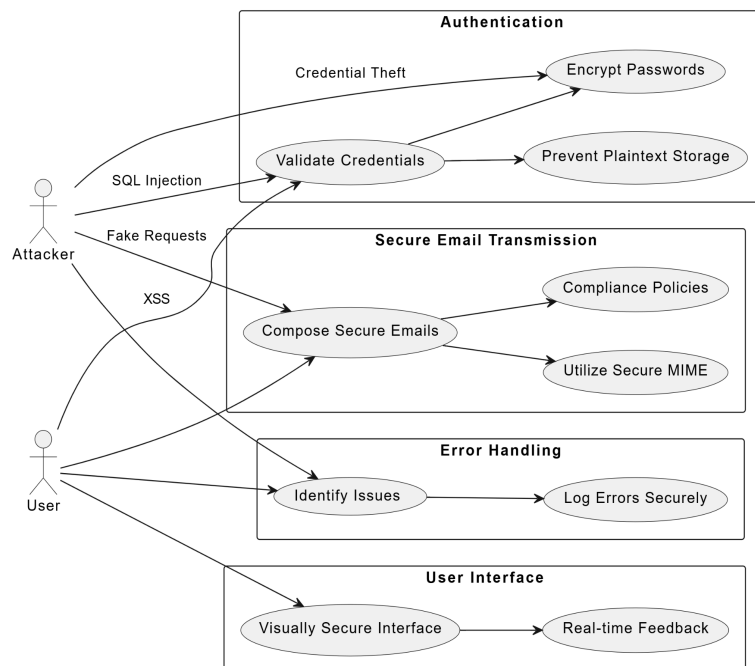 Authentication
Credential Theft
Encrypt Passwords
Validate Credentials
Prevent Plaintext Storage
SQL Injection
Attacker
Fake Requests
Secure Email Transmission
XSS
Compliance Policies
Compose Secure Emails
Utilize Secure MIME
User
Error Handling
Identify Issues
Log Errors Securely
User Interface
Visually Secure Interface
Real-time Feedback